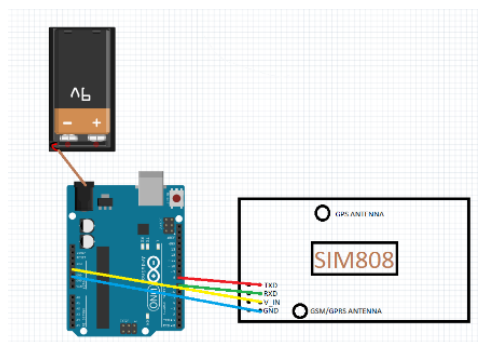 9V
- +
GPS ANTENNA
SIM808
TXD
RXD
V_IN
GND
GSM/GPRS ANTENNA
UNO